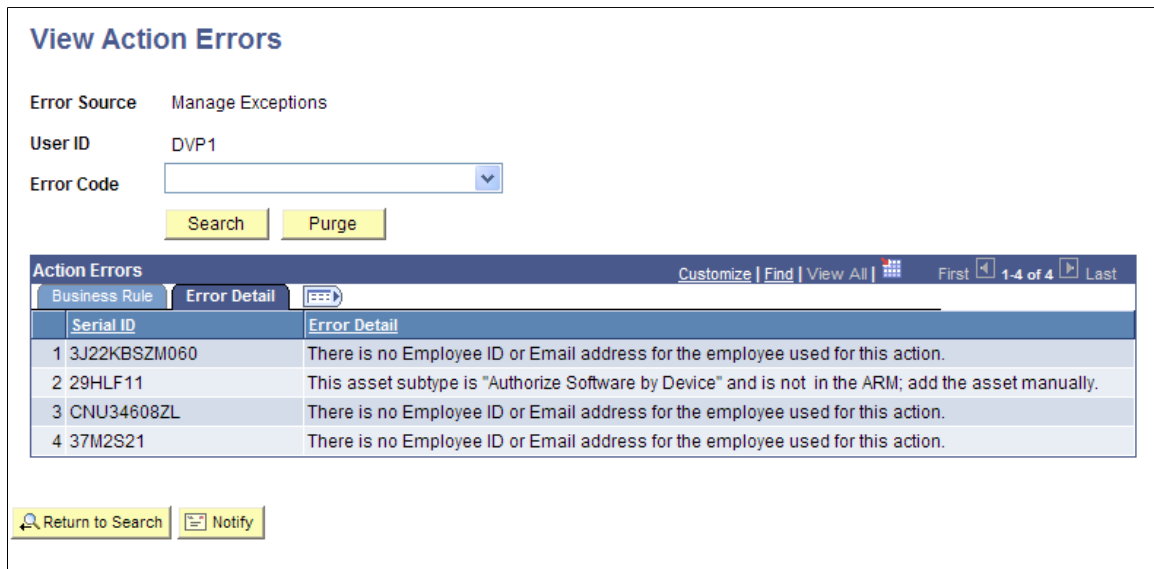 View Action Errors
Error Source Manage Exceptions
User ID DVP1
Error Code
Search Purge
Action Errors Customize | Find | View All | First 1-4 of 4 Last
Business Rule Error Detail
Serial ID Error Detail
1 3J22KBSZM060 There is no Employee ID or Email address for the employee used for this action.
2 29HLF11 This asset subtype is "Authorize Software by Device" and is not in the ARM; add the asset manually.
3 CNU34608ZL There is no Employee ID or Email address for the employee used for this action.
4 37M2S21 There is no Employee ID or Email address for the employee used for this action.
Return to Search Notify